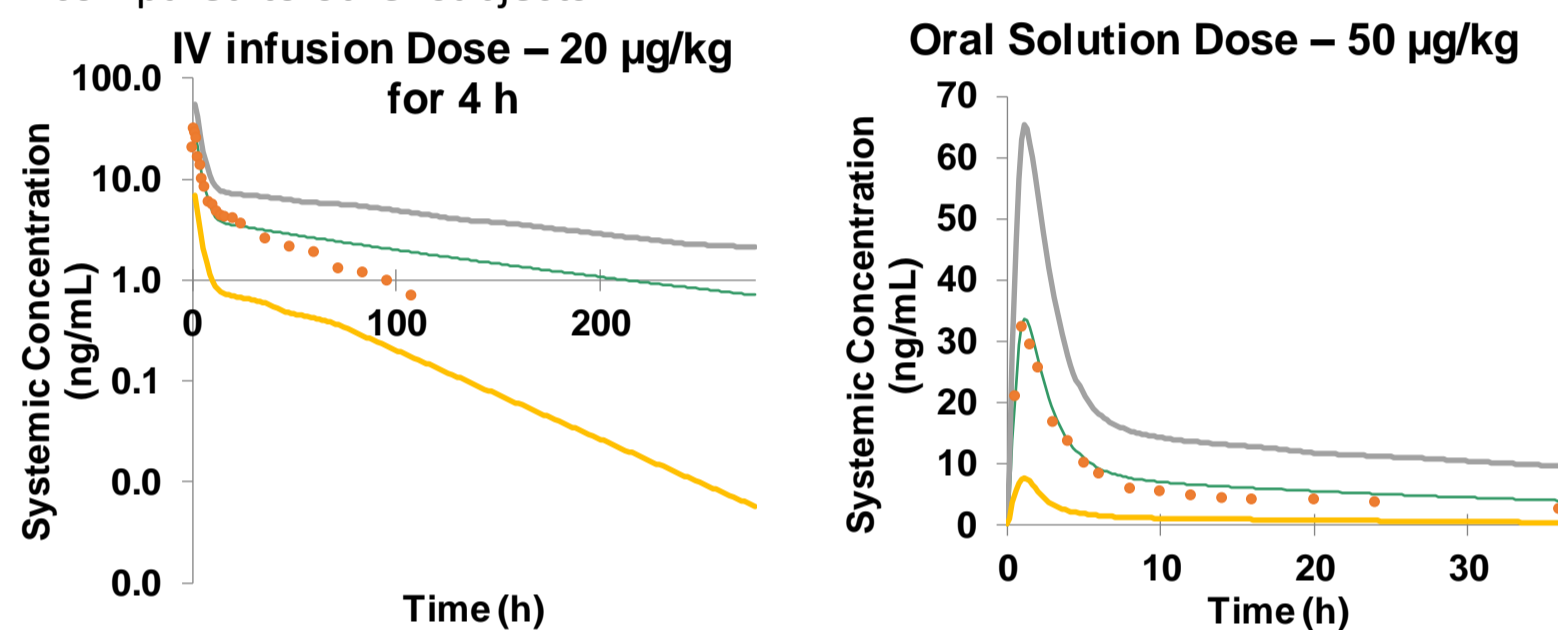 IV infusion Dose – 20 µg/kg
for 4 h
100.0
10.0
1.0
0.1
0.0
0.0
0
100
200
Systemic Concentration
(ng/mL)
Time (h)
Oral Solution Dose – 50 µg/kg
70
60
50
40
30
20
10
0
0
10
20
30
Systemic Concentration
(ng/mL)
Time (h)